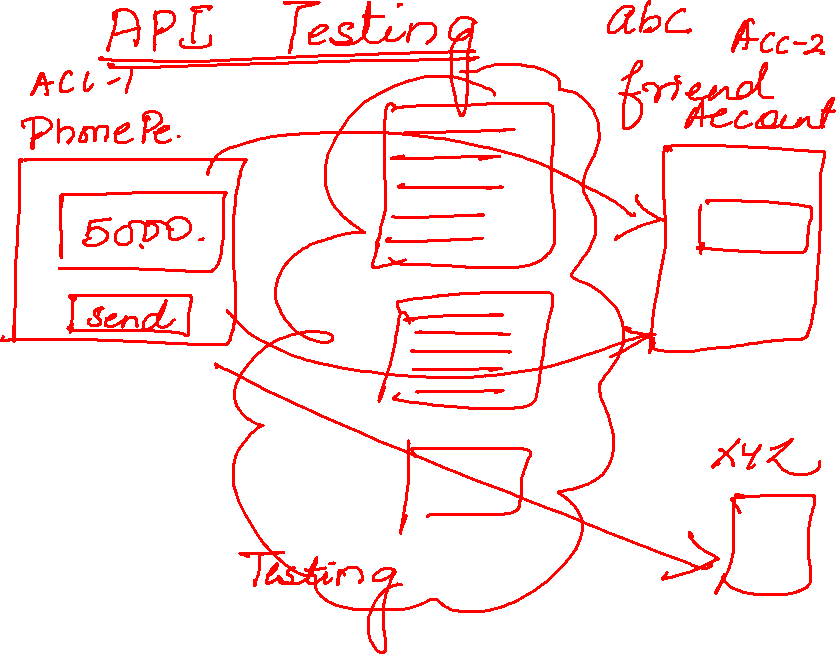 API Testing
abc
Acc-2
ACC-1
friend
Account
PhonePe.
5000.
Send
XYZ
Testing